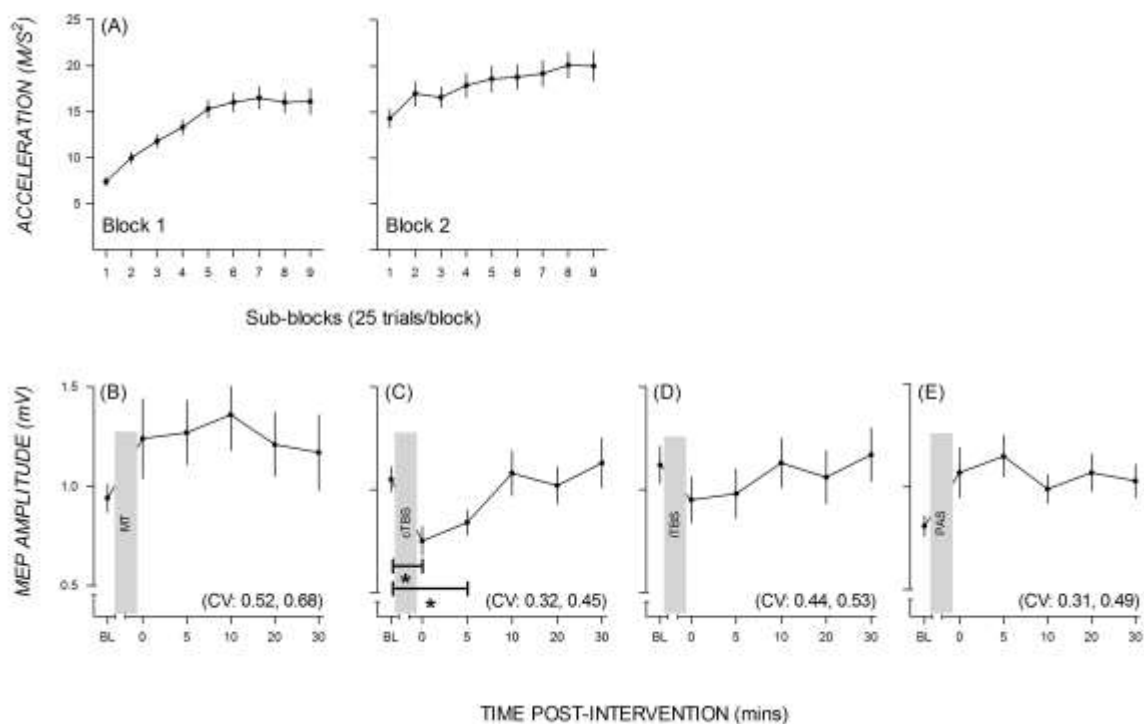 (A)
ACCELERATION (M/S²)
25
20
15
10
5
Block 1
Block 2
1 2 3 4 5 6 7 8 9
1 2 3 4 5 6 7 8 9
Sub-blocks (25 trials/block)
(B) (C) (D) (E)
MEP AMPLITUDE (mV)
1.5
1.0
0.5
MT
cTBS
iTBS
PAS
*
*
(CV: 0.52, 0.68) (CV: 0.32, 0.45) (CV: 0.44, 0.53) (CV: 0.31, 0.49)
BL 0 5 10 20 30
BL 0 5 10 20 30
BL 0 5 10 20 30
BL 0 5 10 20 30
TIME POST-INTERVENTION (mins)